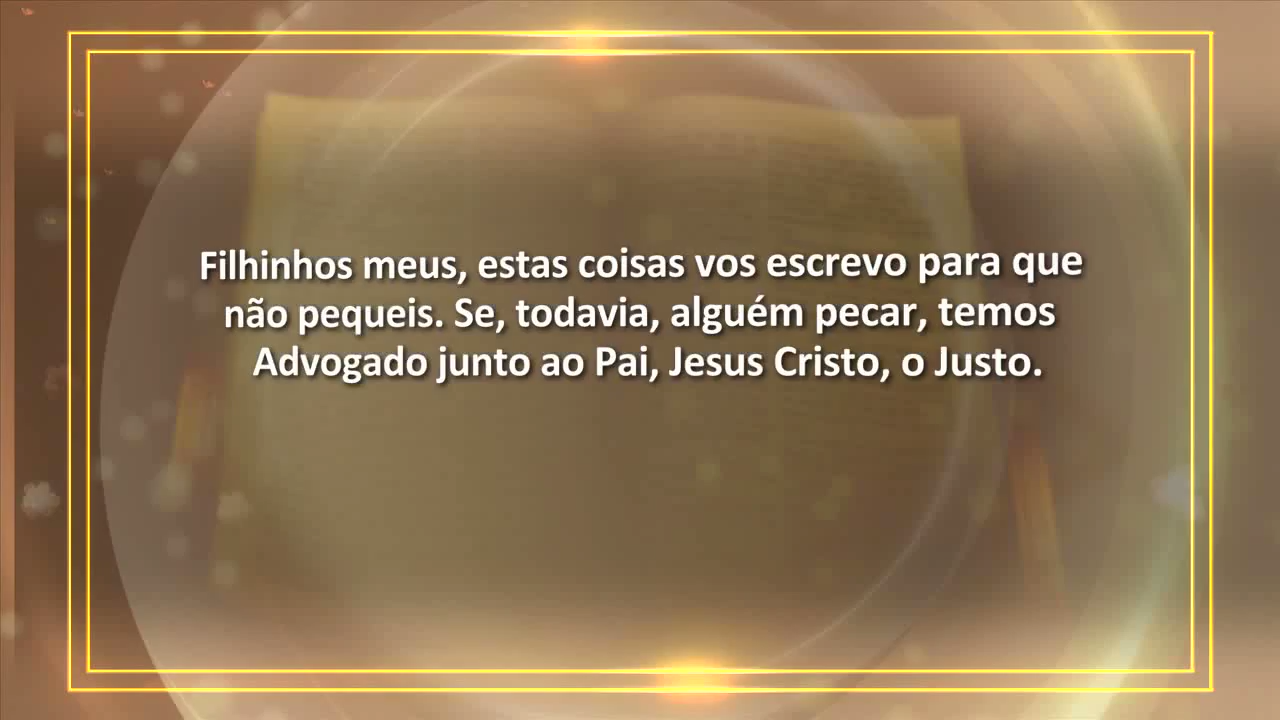 Filhinhos meus, estas coisas vos escrevo para que
não pequeis. Se, todavia, alguém pecar, temos
Advogado junto ao Pai, Jesus Cristo, o Justo.